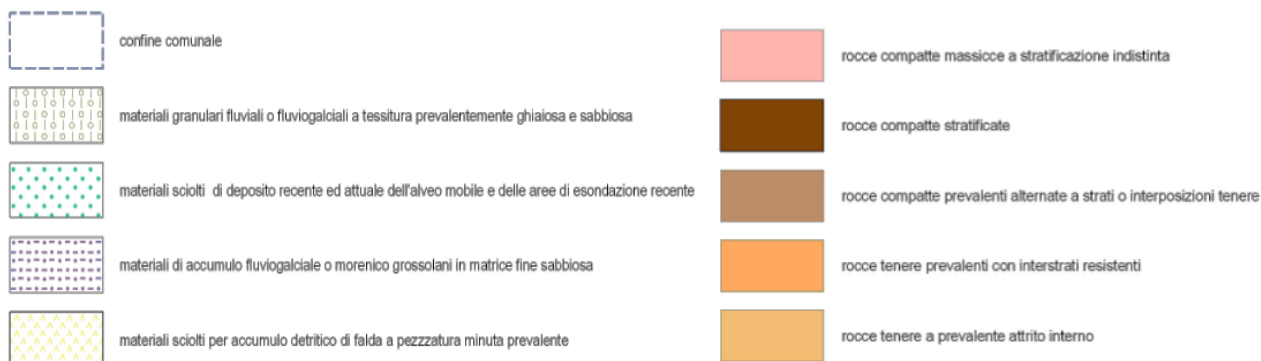 confine comunale
materiali granulari fluviali o fluviogalciali a tessitura prevalentemente ghiaiosa e sabbiosa
materiali sciolti di deposito recente ed attuale dell'alveo mobile e delle aree di esondazione recente
materiali di accumulo fluviogalciale o morenico grossolani in matrice fine sabbiosa
materiali sciolti per accumulo detritico di falda a pezzzatura minuta prevalente
rocce compatte massicce a stratificazione indistinta
rocce compatte stratificate
rocce compatte prevalenti alternate a strati o interposizioni tenere
rocce tenere prevalenti con interstrati resistenti
rocce tenere a prevalente attrito interno